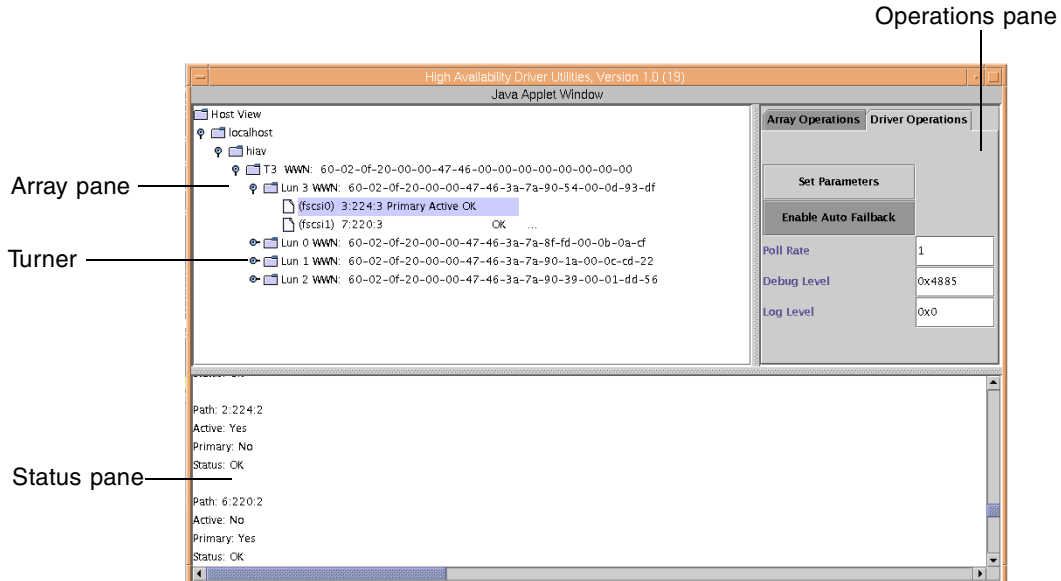 Operations pane
High Availability Driver Utilities, Version 1.0 (19)
Java Applet Window
Host View
localhost
hiav
T3 WWN: 60-02-0f-20-00-00-47-46-00-00-00-00-00-00-00-00
Array pane
Lun 3 WWN: 60-02-0f-20-00-00-47-46-3a-7a-90-54-00-0d-93-df
(fscsi0) 3:224:3 Primary Active OK
(fscsi1) 7:220:3 OK ...
Lun 0 WWN: 60-02-0f-20-00-00-47-46-3a-7a-8f-fd-00-0b-0a-cf
Turner
Lun 1 WWN: 60-02-0f-20-00-00-47-46-3a-7a-90-1a-00-0c-cd-22
Lun 2 WWN: 60-02-0f-20-00-00-47-46-3a-7a-90-39-00-01-dd-56
Array Operations Driver Operations
Set Parameters
Enable Auto Failback
Poll Rate 1
Debug Level 0x4885
Log Level 0x0
Path: 2:224:2
Active: Yes
Primary: No
Status: OK
Status pane
Path: 6:220:2
Active: No
Primary: Yes
Status: OK